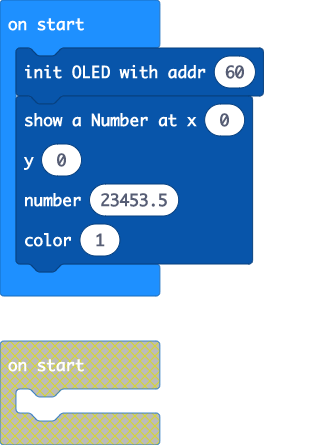 on start
init OLED with addr 60
show a Number at x 0
y 0
number 23453.5
color 1
on start